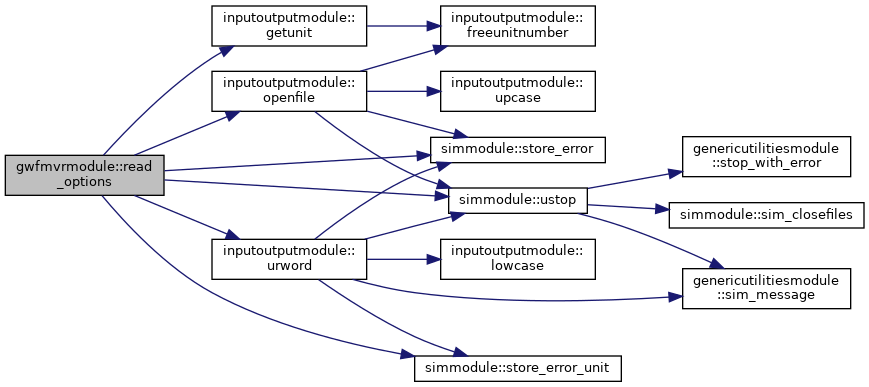 gwfmvrmodule::read
_options
inputoutputmodule::
getunit
inputoutputmodule::
openfile
inputoutputmodule::
urword
inputoutputmodule::
freeunitnumber
inputoutputmodule::
upcase
simmodule::store_error
simmodule::ustop
inputoutputmodule::
lowcase
simmodule::store_error_unit
genericutilitiesmodule
::stop_with_error
simmodule::sim_closefiles
genericutilitiesmodule
::sim_message